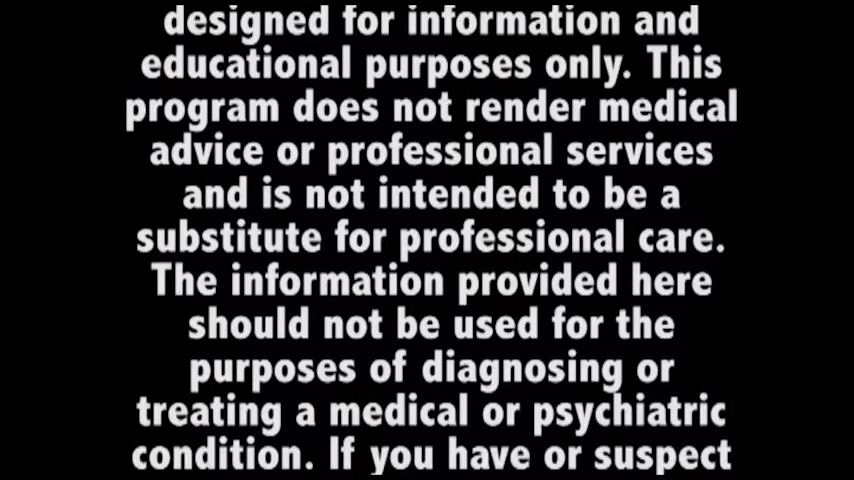 designed for information and
educational purposes only. This
program does not render medical
advice or professional services
and is not intended to be a
substitute for professional care.
The information provided here
should not be used for the
purposes of diagnosing or
treating a medical or psychiatric
condition. If you have or suspect